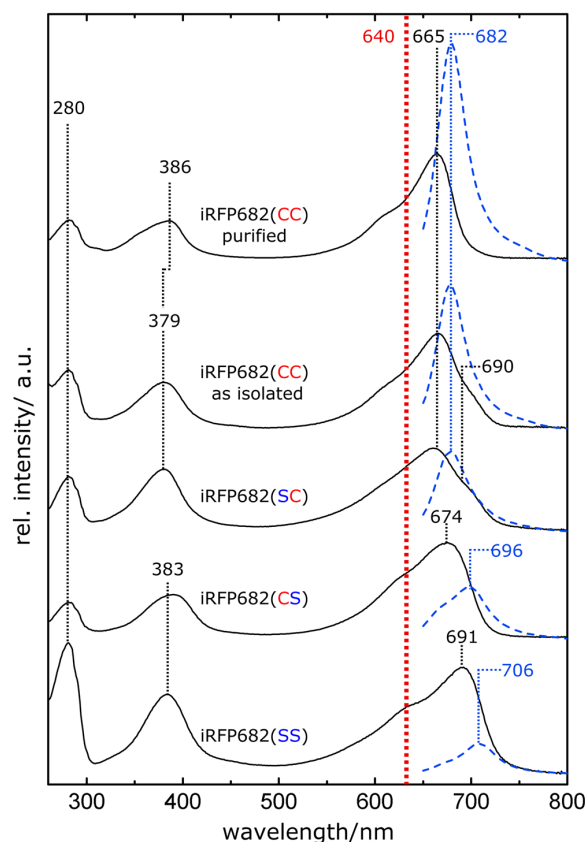 640
665
682
280
386
iRFP682(CC)
purified
379
iRFP682(CC)
as isolated
690
iRFP682(SC)
674
696
383
iRFP682(CS)
691
706
iRFP682(SS)
rel. intensity/ a.u.
300
400
500
600
700
800
wavelength/nm